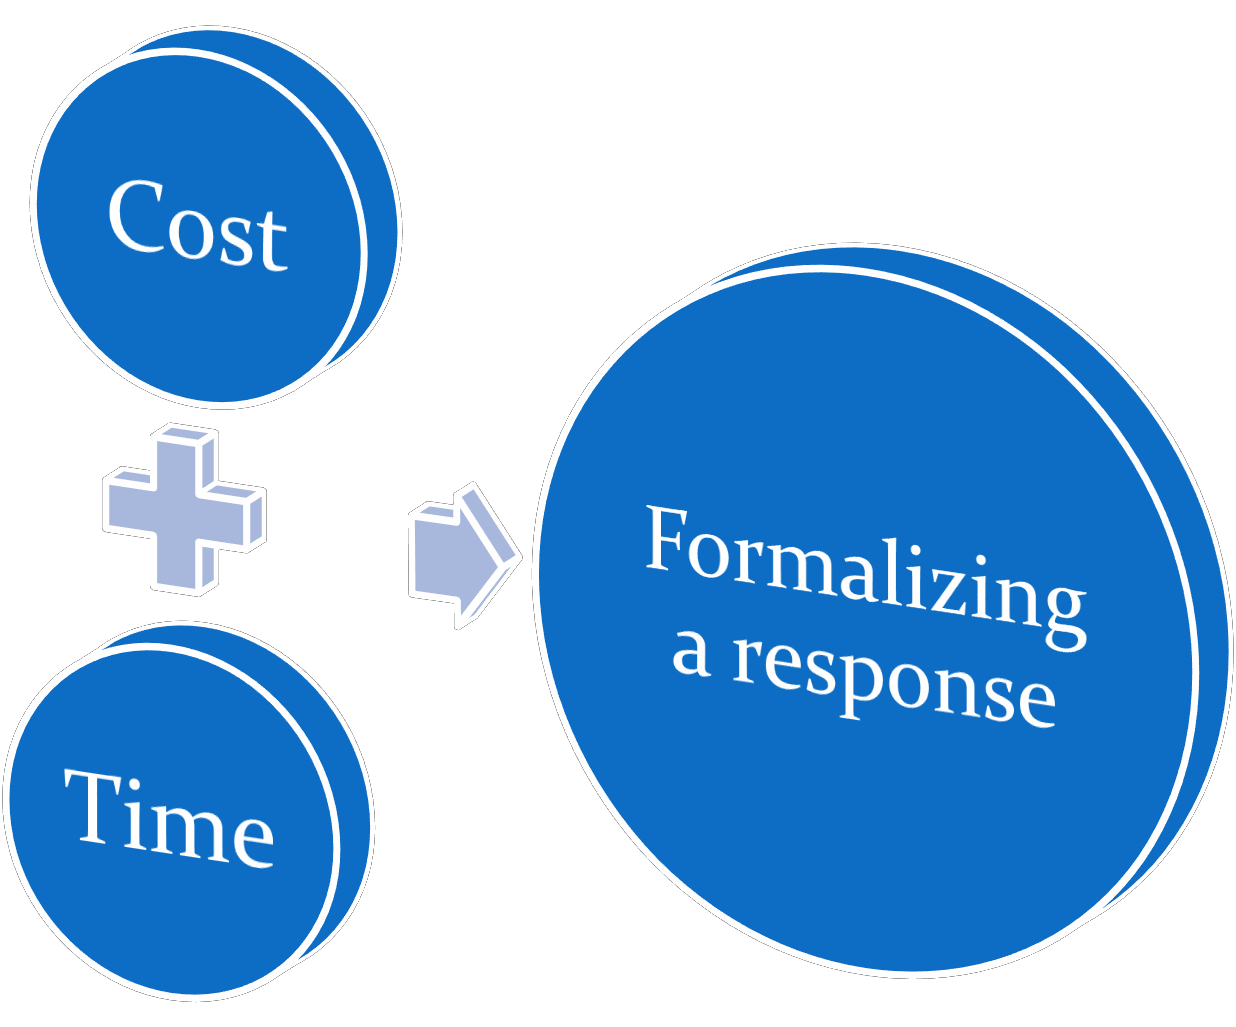 Cost
Time
Formalizing
a response